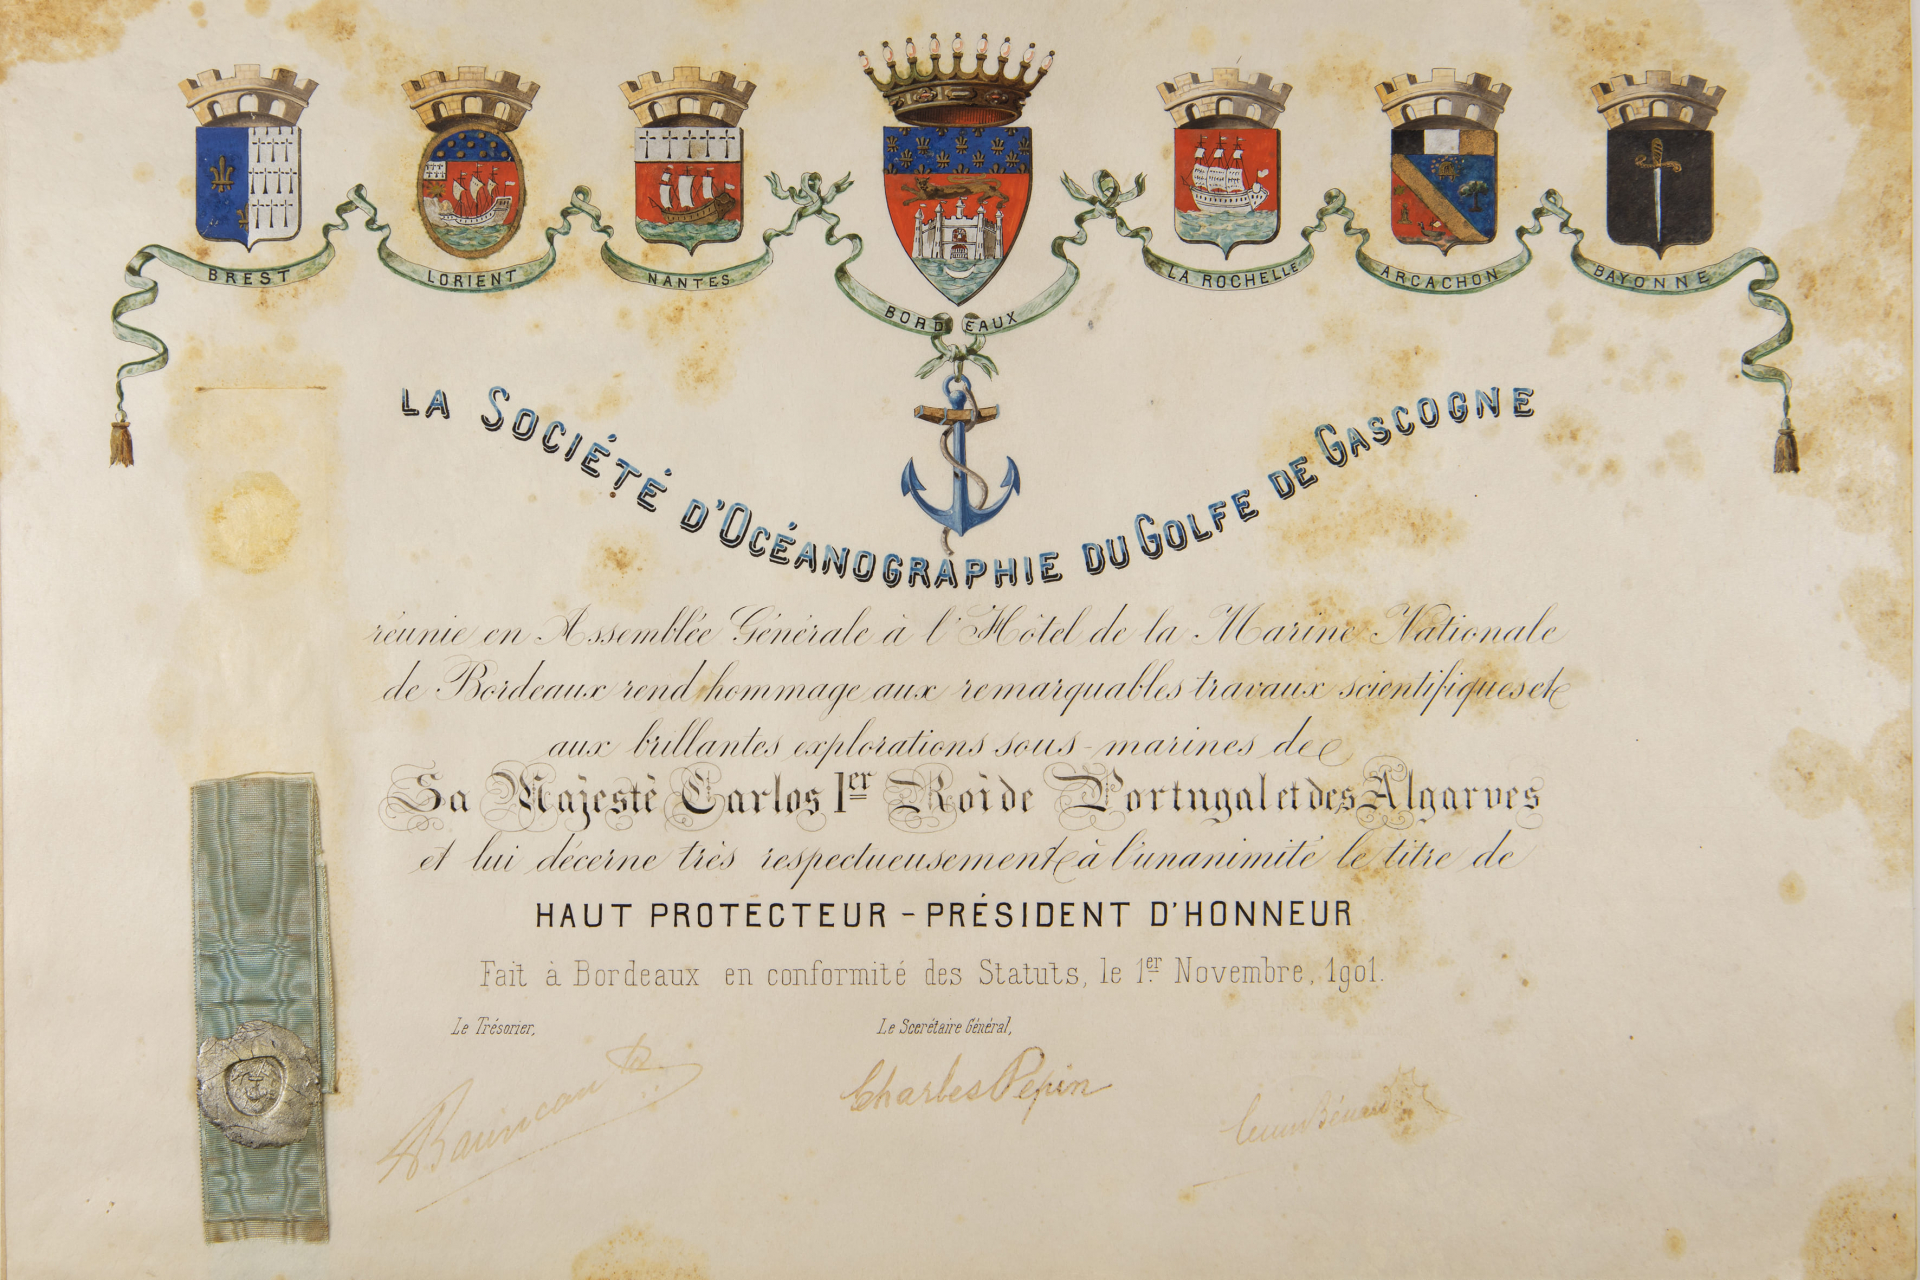 BREST
LORIENT
NANTES
BORDEAUX
LA ROCHELLE
ARCACHON
BAYONNE
LA SOCIÉTÉ D'OCÉANOGRAPHIE DU GOLFE DE GASCOGNE
réunie en Assemblée Générale à l'Hôtel de la Marine Nationale
de Bordeaux rend hommage aux remarquables travaux scientifiques et
aux brillantes explorations sous-marines de
Sa Majesté Carlos 1er Roi de Portugal et des Algarves
et lui décerne très respectueusement à l'unanimité le titre de
HAUT PROTECTEUR - PRÉSIDENT D'HONNEUR
Fait à Bordeaux en conformité des Statuts, le 1er Novembre, 1901.
Le Trésorier,
Le Secrétaire Général,
Charles Pépin
Bénard